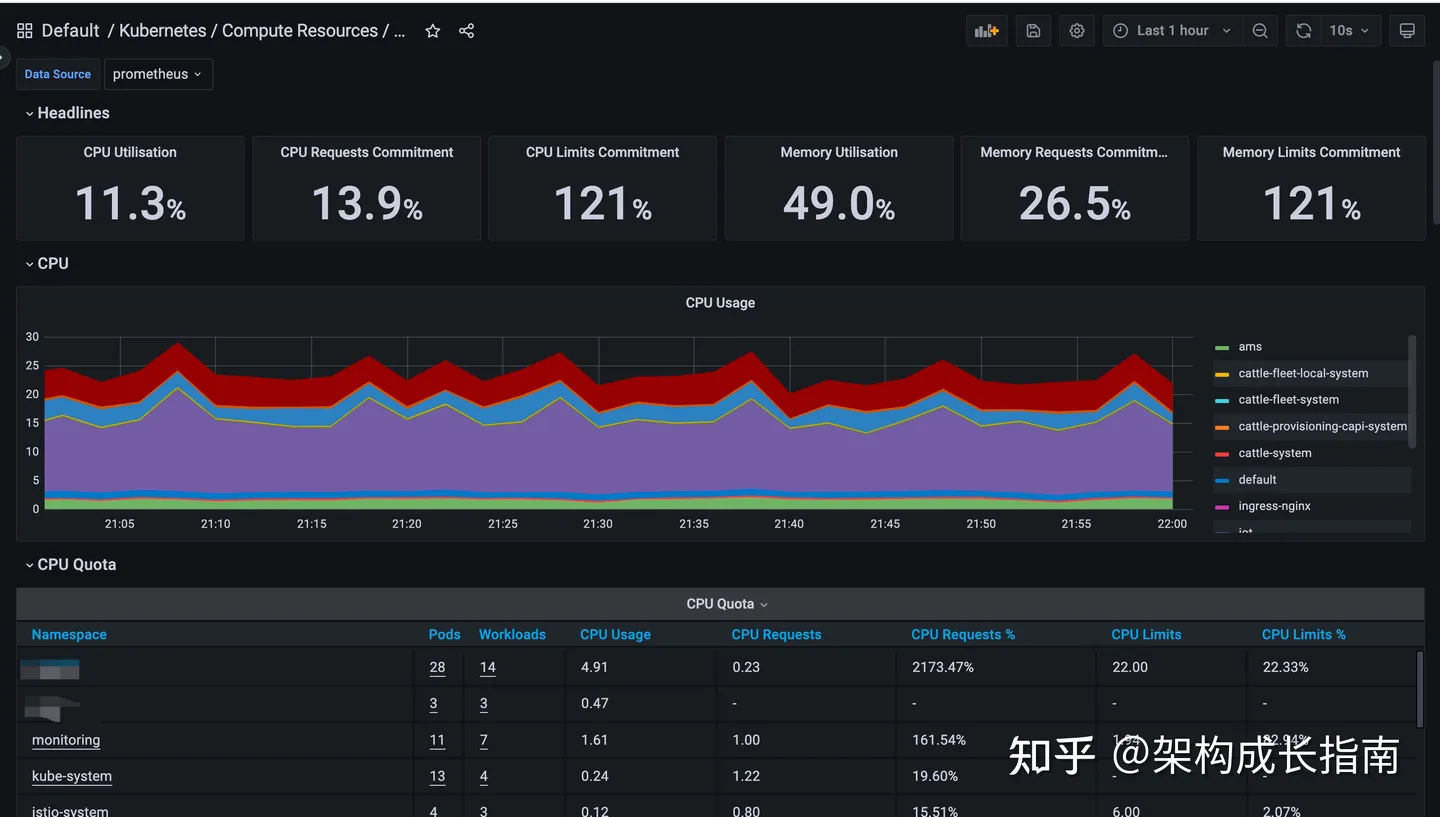 Default / Kubernetes / Compute Resources / ...
Last 1 hour
10s
Data Source
prometheus
Headlines
CPU Utilisation
CPU Requests Commitment
CPU Limits Commitment
Memory Utilisation
Memory Requests Commitm...
Memory Limits Commitment
11.3%
13.9%
121%
49.0%
26.5%
121%
CPU
CPU Usage
30
25
20
15
10
5
0
21:05 21:10 21:15 21:20 21:25 21:30 21:35 21:40 21:45 21:50 21:55 22:00
ams
cattle-fleet-local-system
cattle-fleet-system
cattle-provisioning-capi-system
cattle-system
default
ingress-nginx
CPU Quota
CPU Quota
Namespace Pods Workloads CPU Usage CPU Requests CPU Requests % CPU Limits CPU Limits %
28 14 4.91 0.23 2173.47% 22.00 22.33%
3 3 0.47 - - - -
monitoring 11 7 1.61 1.00 161.54% 1.94
kube-system 13 4 0.24 1.22 19.60% - -
istio-system 4 3 0.12 0.80 15.51% 6.00 2.07%
知乎 @架构成长指南